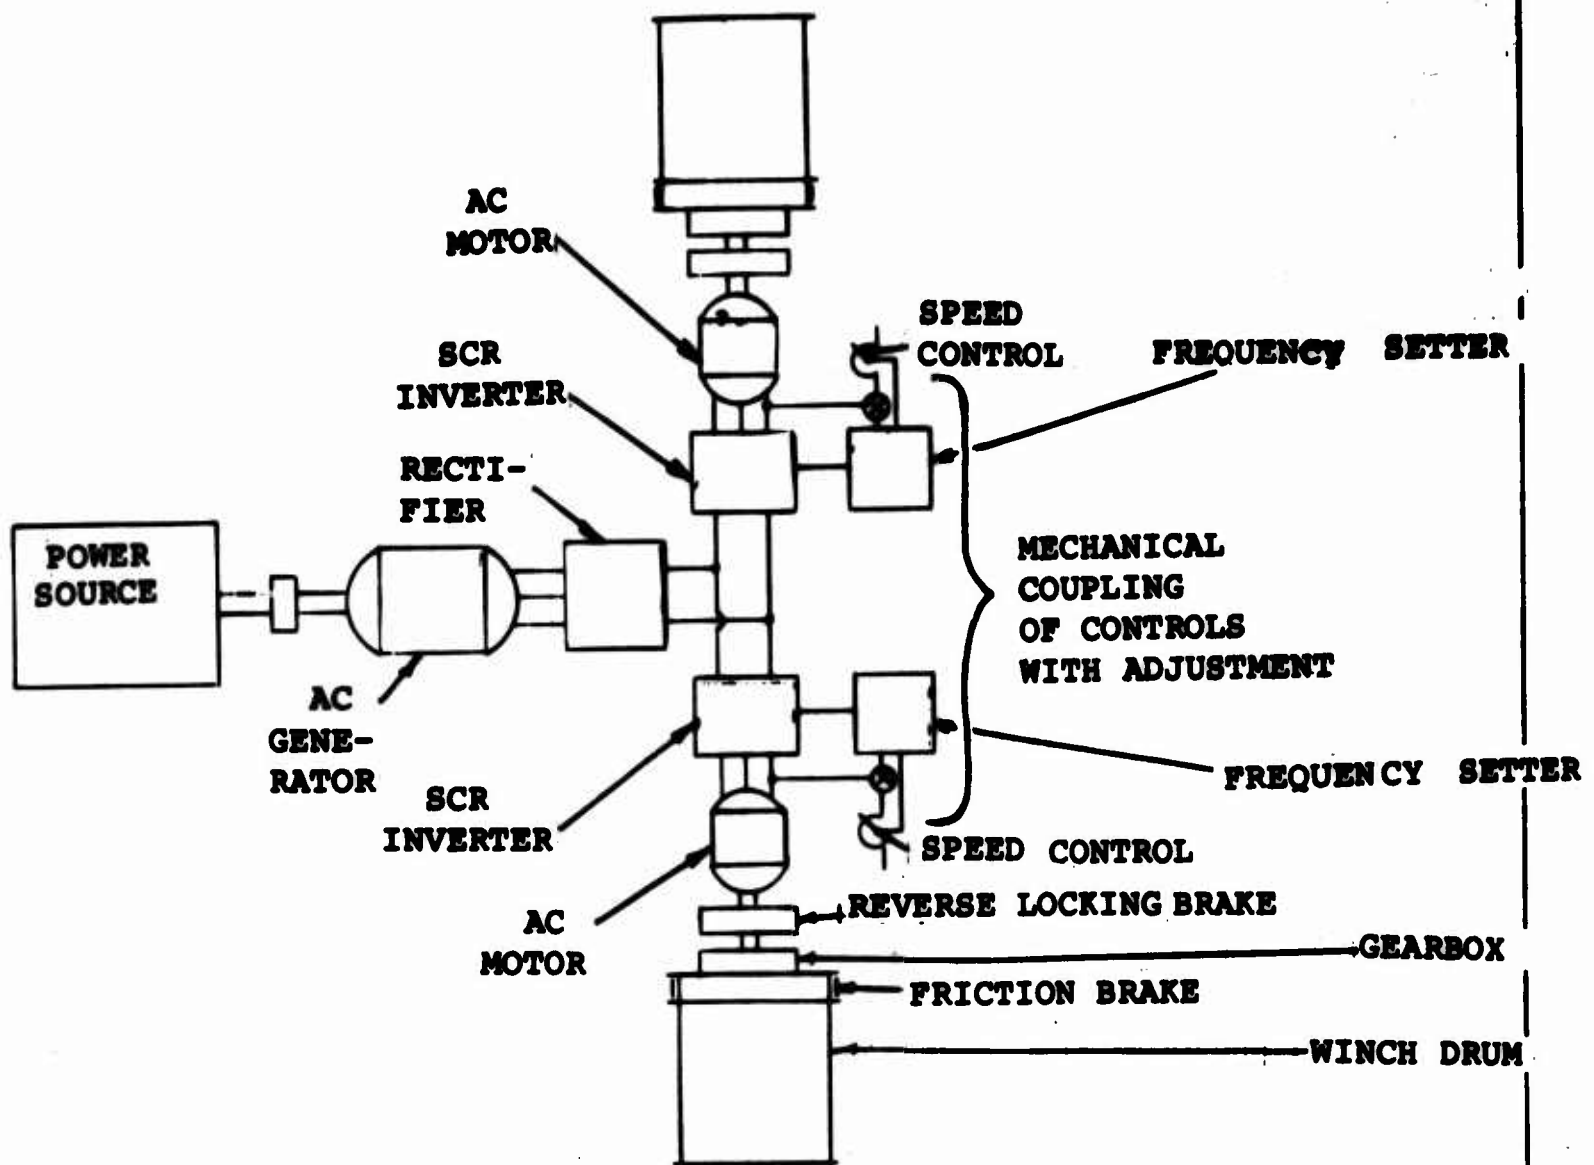 AC
MOTOR
SPEED
CONTROL
FREQUENCY SETTER
SCR
INVERTER
RECTI-
FIER
POWER
SOURCE
MECHANICAL
COUPLING
OF CONTROLS
WITH ADJUSTMENT
AC
GENE-
RATOR
FREQUENCY SETTER
SCR
INVERTER
SPEED CONTROL
REVERSE LOCKING BRAKE
AC
MOTOR
GEARBOX
FRICTION BRAKE
WINCH DRUM